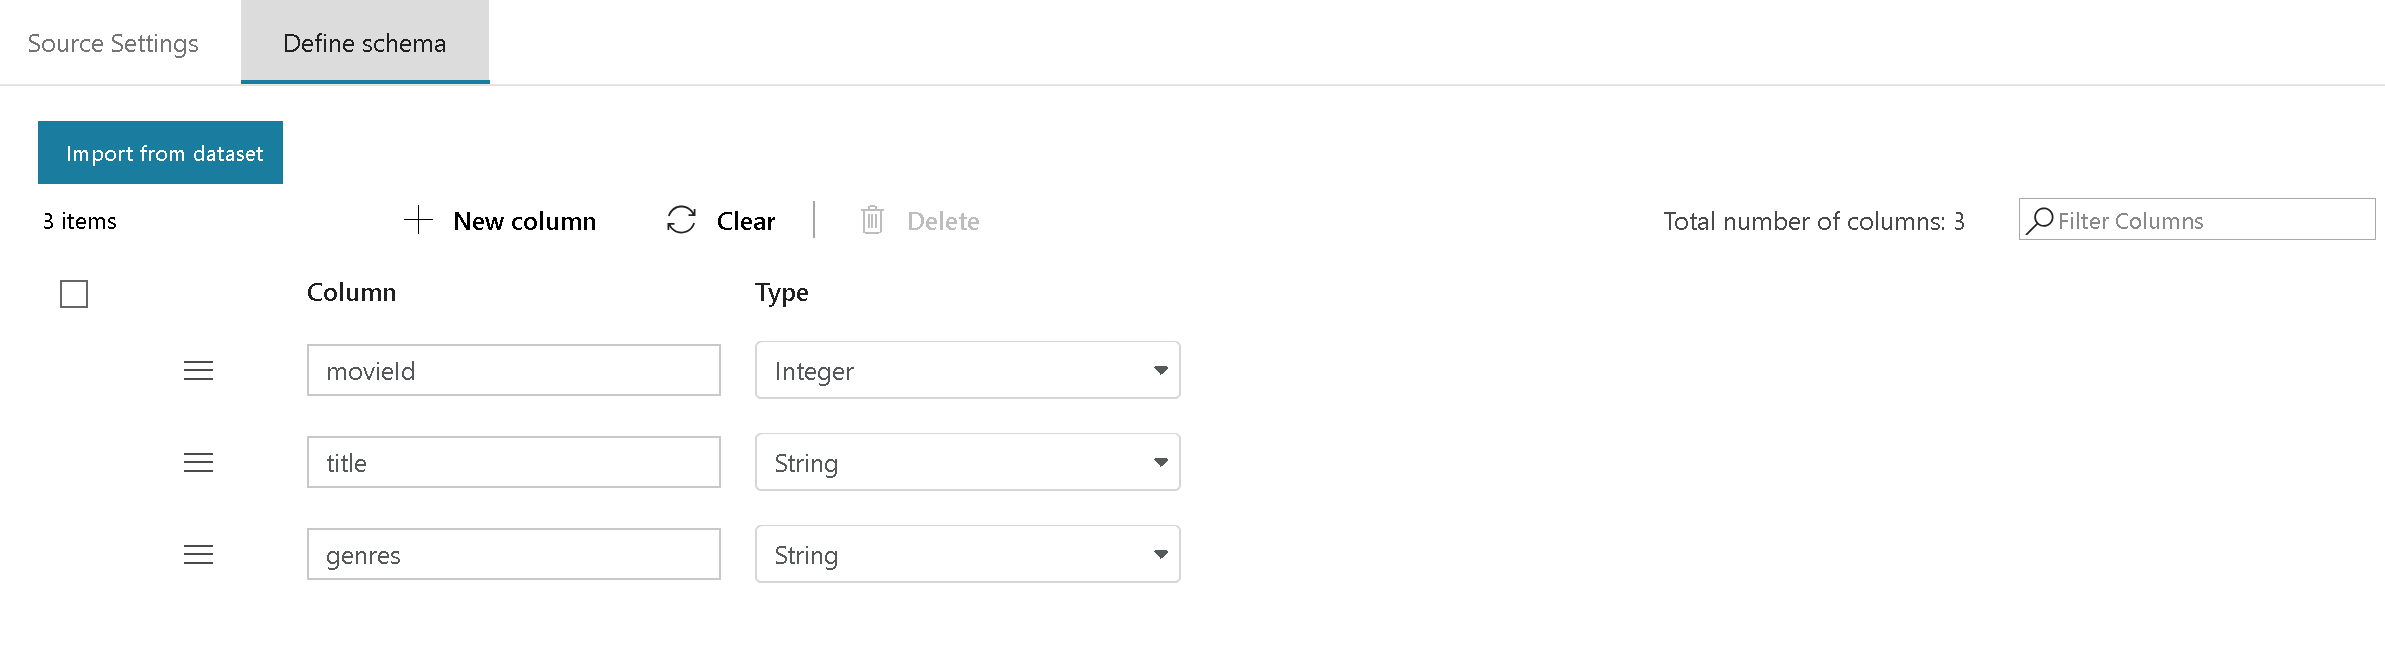 Source Settings Define schema
Import from dataset
3 items New column Clear Delete Total number of columns: 3 Filter Columns
Column Type
movieId Integer
title String
genres String